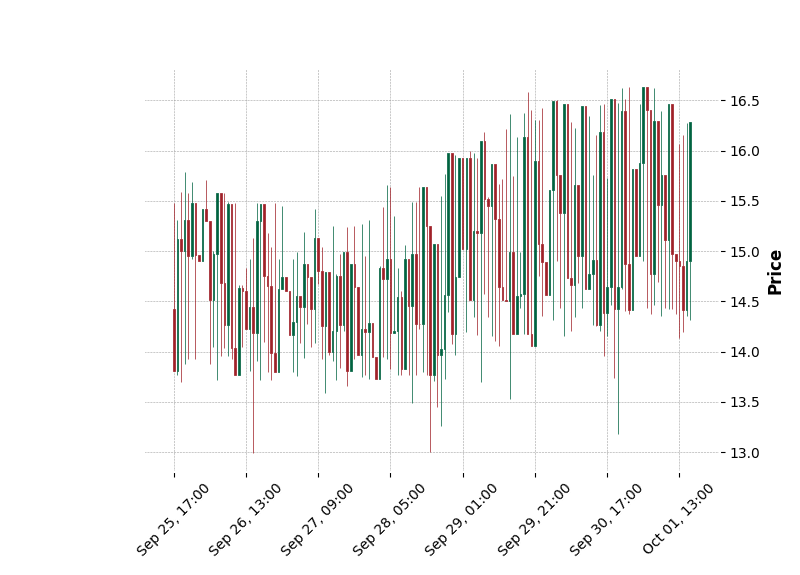 16.5
16.0
15.5
15.0
14.5
14.0
13.5
13.0
Price
Sep 25, 17:00
Sep 26, 13:00
Sep 27, 09:00
Sep 28, 05:00
Sep 29, 01:00
Sep 29, 21:00
Sep 30, 17:00
Oct 01, 13:00